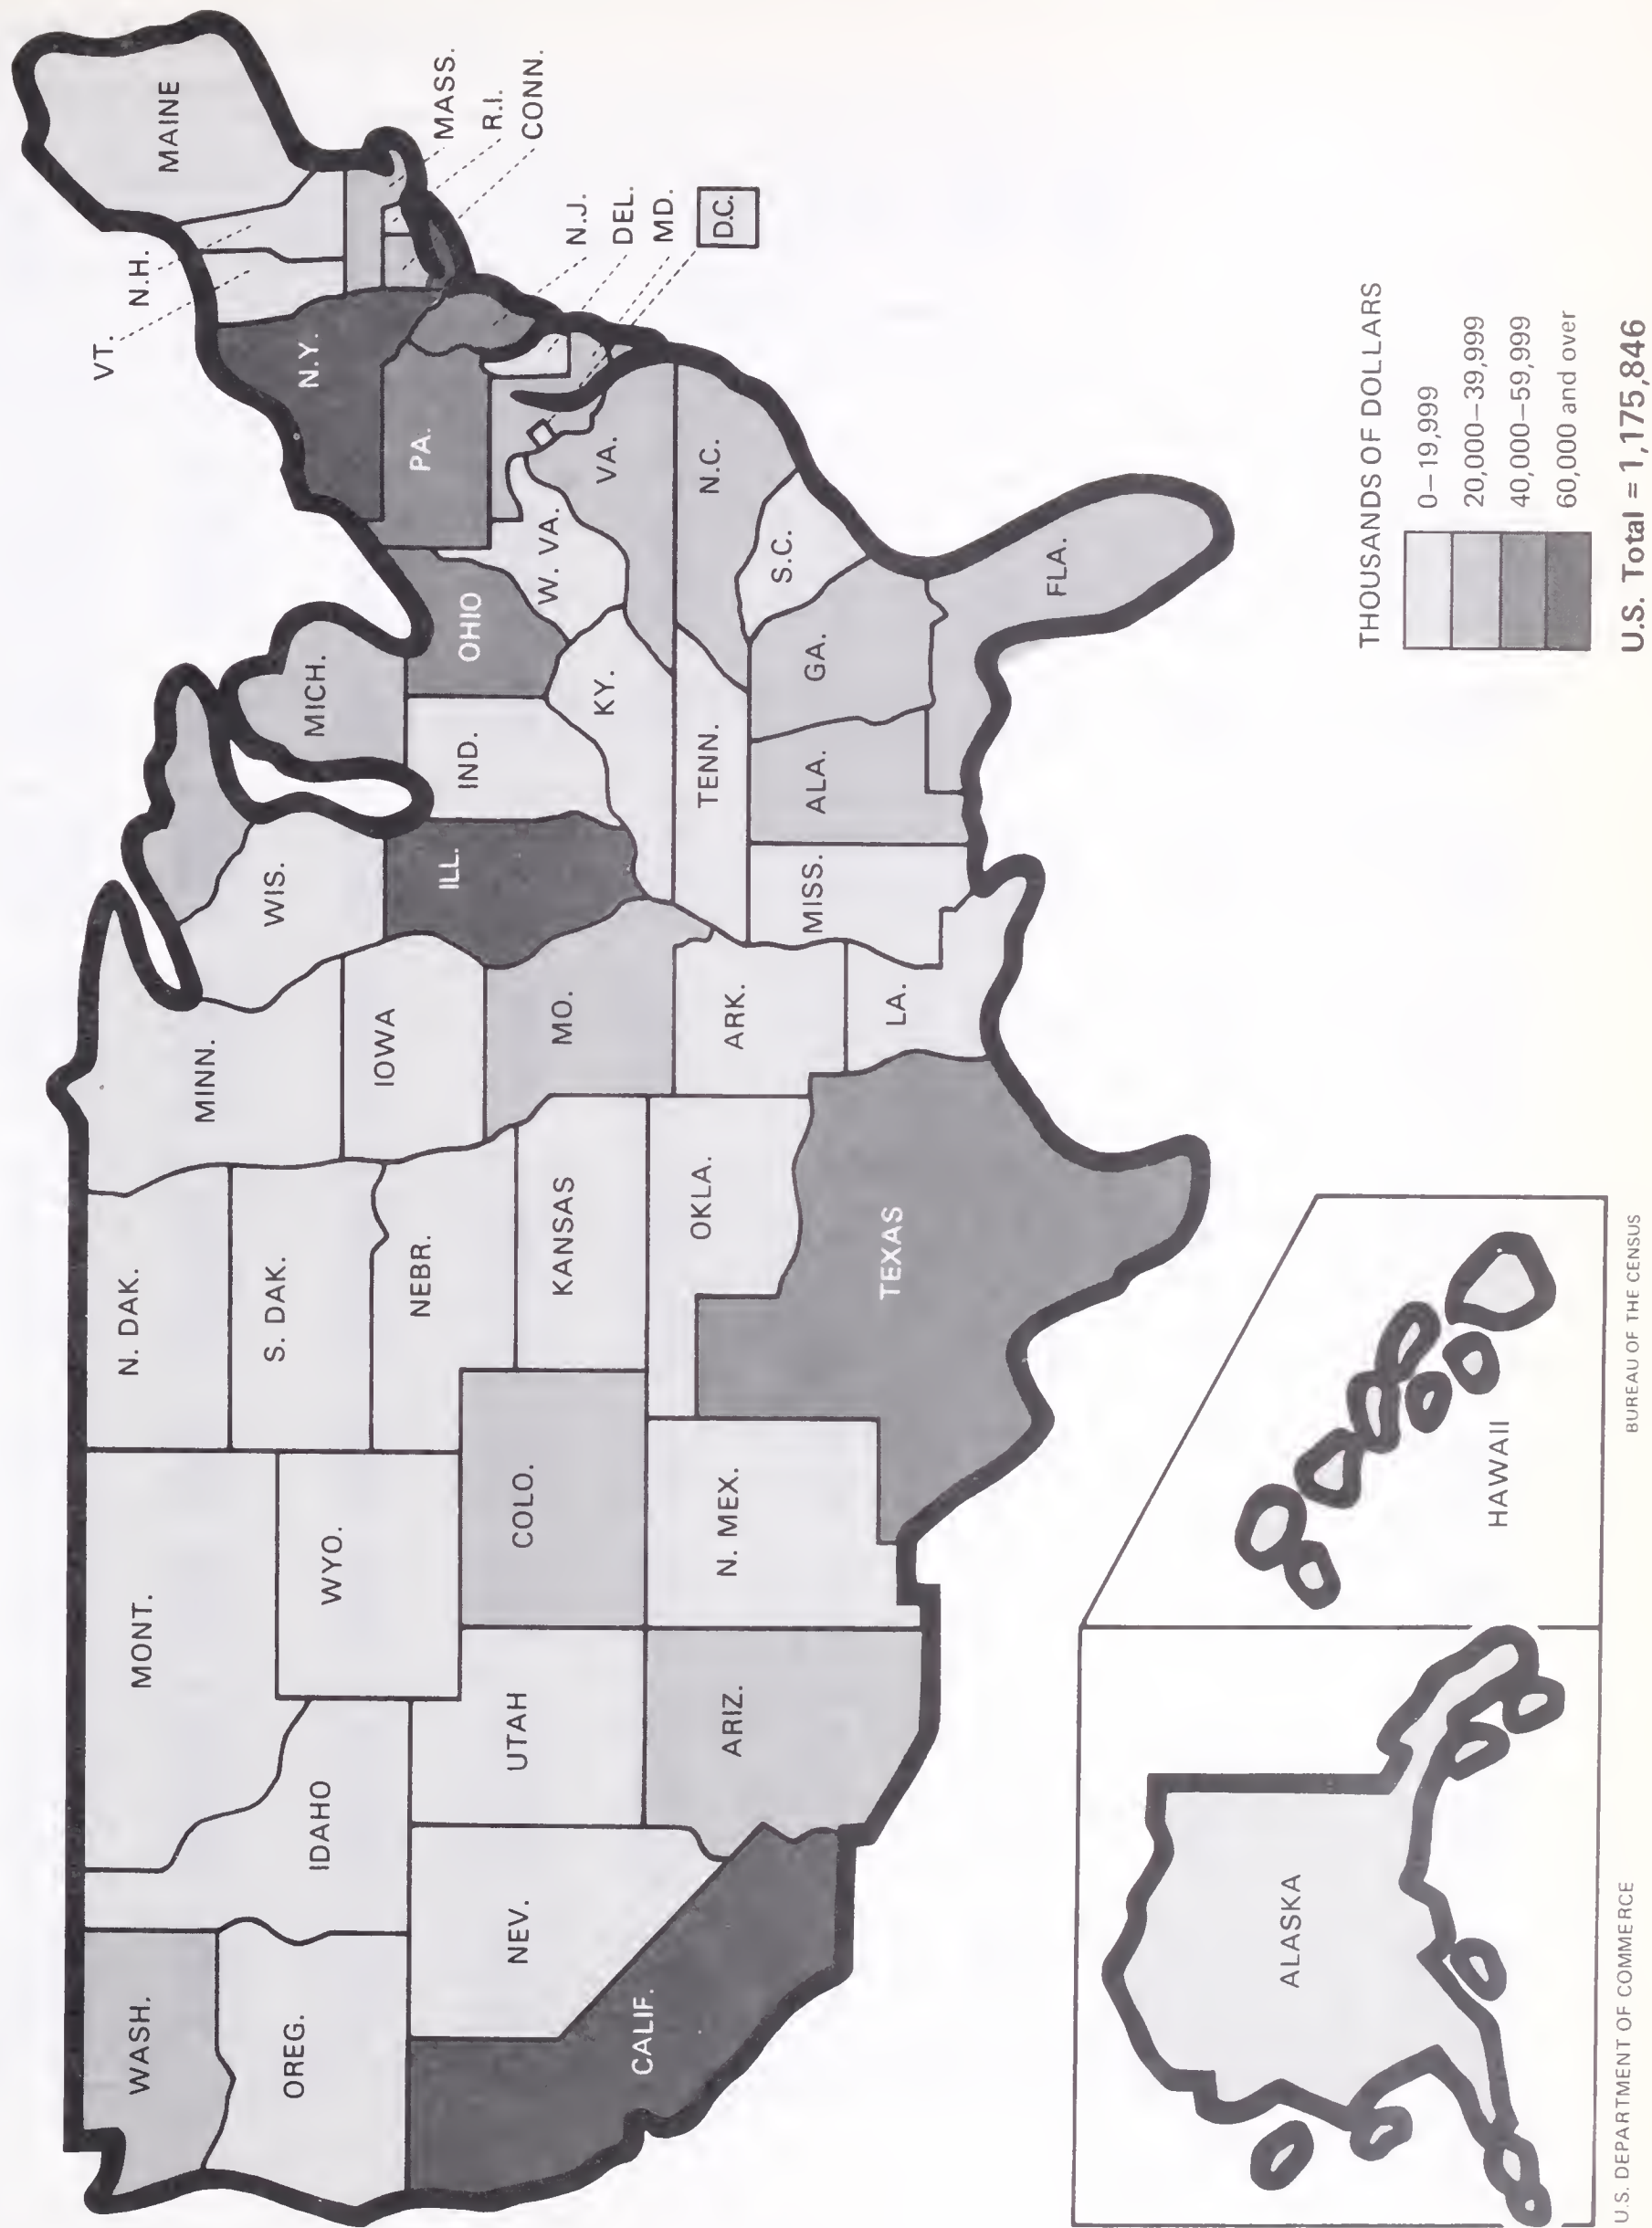 WASH.
OREG.
CALIF.
NEV.
IDAHO
MONT.
WYO.
UTAH
ARIZ.
COLO.
N. MEX.
N. DAK.
S. DAK.
NEBR.
KANSAS
OKLA.
TEXAS
MINN.
IOWA
MO.
ARK.
LA.
WIS.
ILL.
MISS.
MICH.
IND.
OHIO
KY.
TENN.
ALA.
GA.
FLA.
S.C.
N.C.
VA.
W. VA.
PA.
N.Y.
VT.
N.H.
MAINE
MASS.
R.I.
CONN.
N.J.
DEL.
MD.
D.C.
ALASKA
HAWAII
THOUSANDS OF DOLLARS
0–19,999
20,000–39,999
40,000–59,999
60,000 and over
U.S. Total = 1,175,846
U.S. DEPARTMENT OF COMMERCE
BUREAU OF THE CENSUS